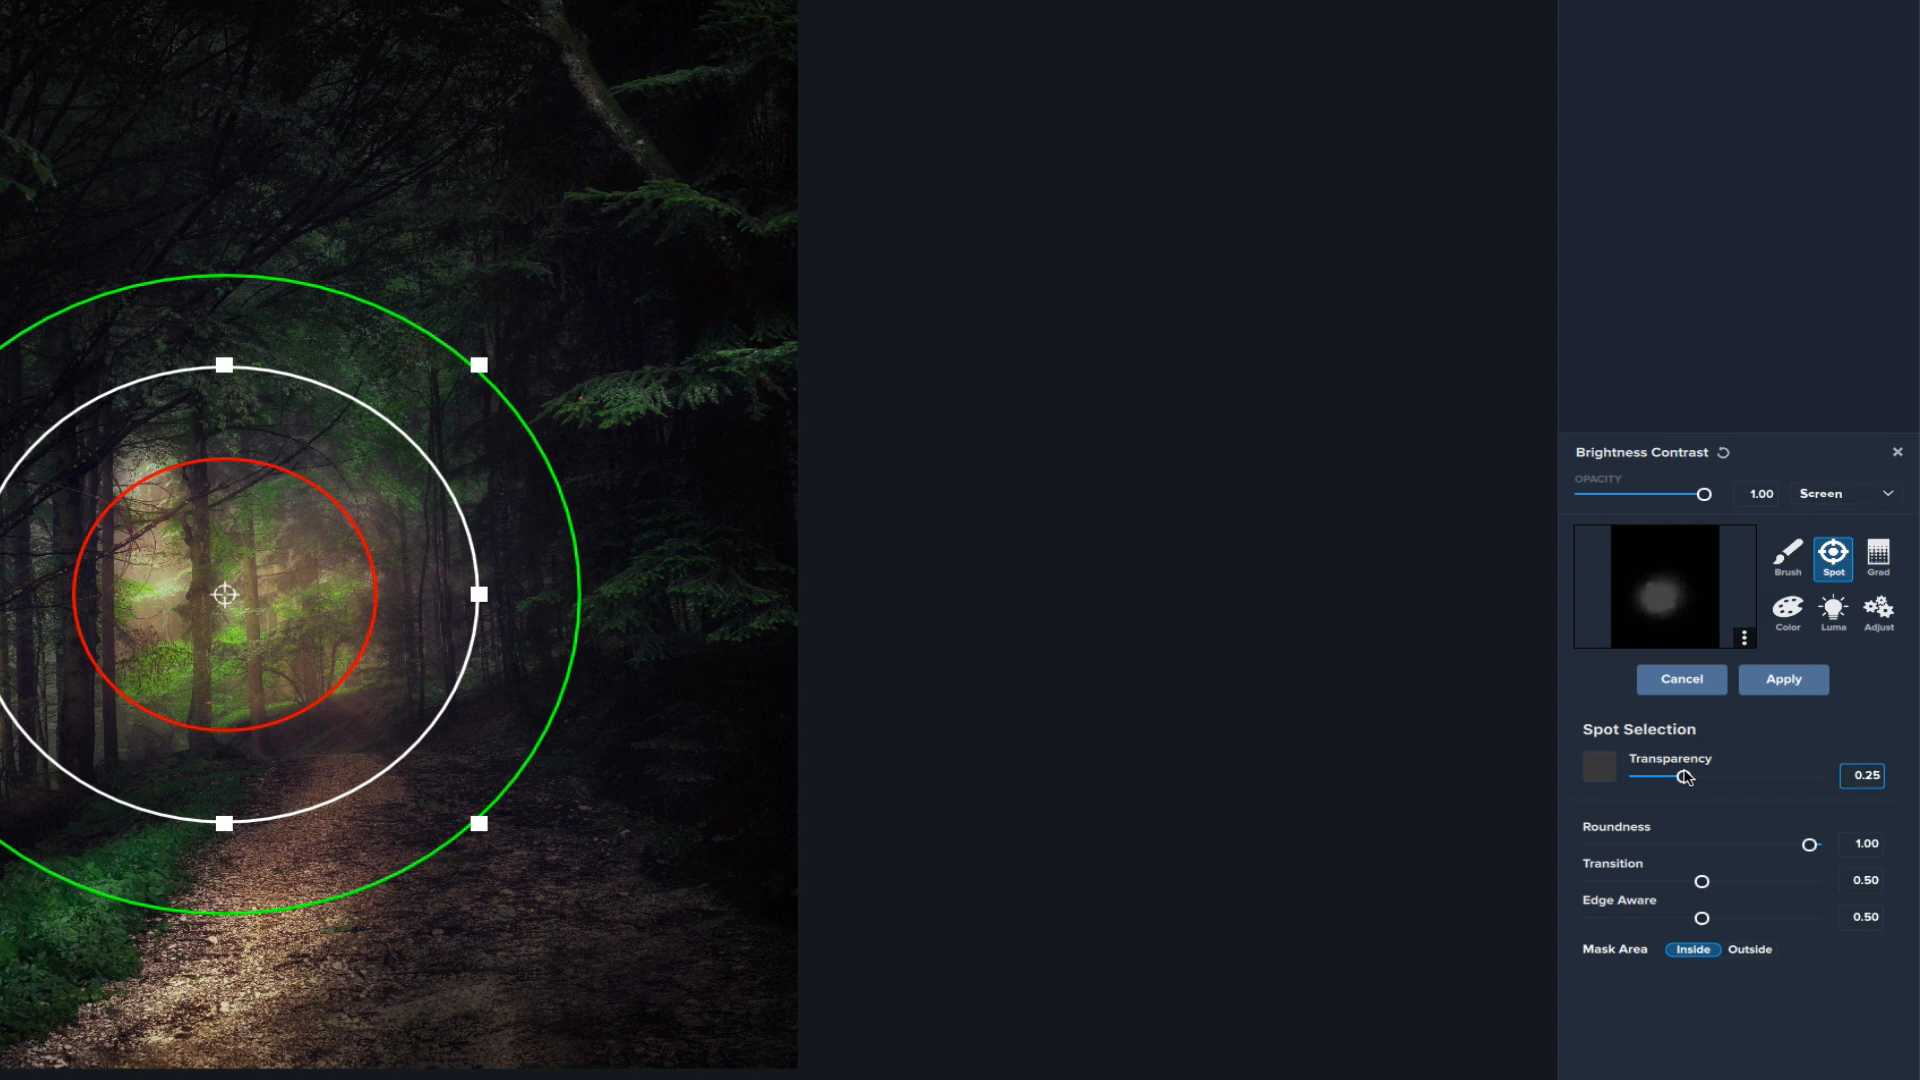 Brightness Contrast
OPACITY
1.00
Screen
Brush
Spot
Grad
Color
Luma
Adjust
Cancel
Apply
Spot Selection
Transparency
0.25
Roundness
1.00
Transition
0.50
Edge Aware
0.50
Mask Area
Inside
Outside